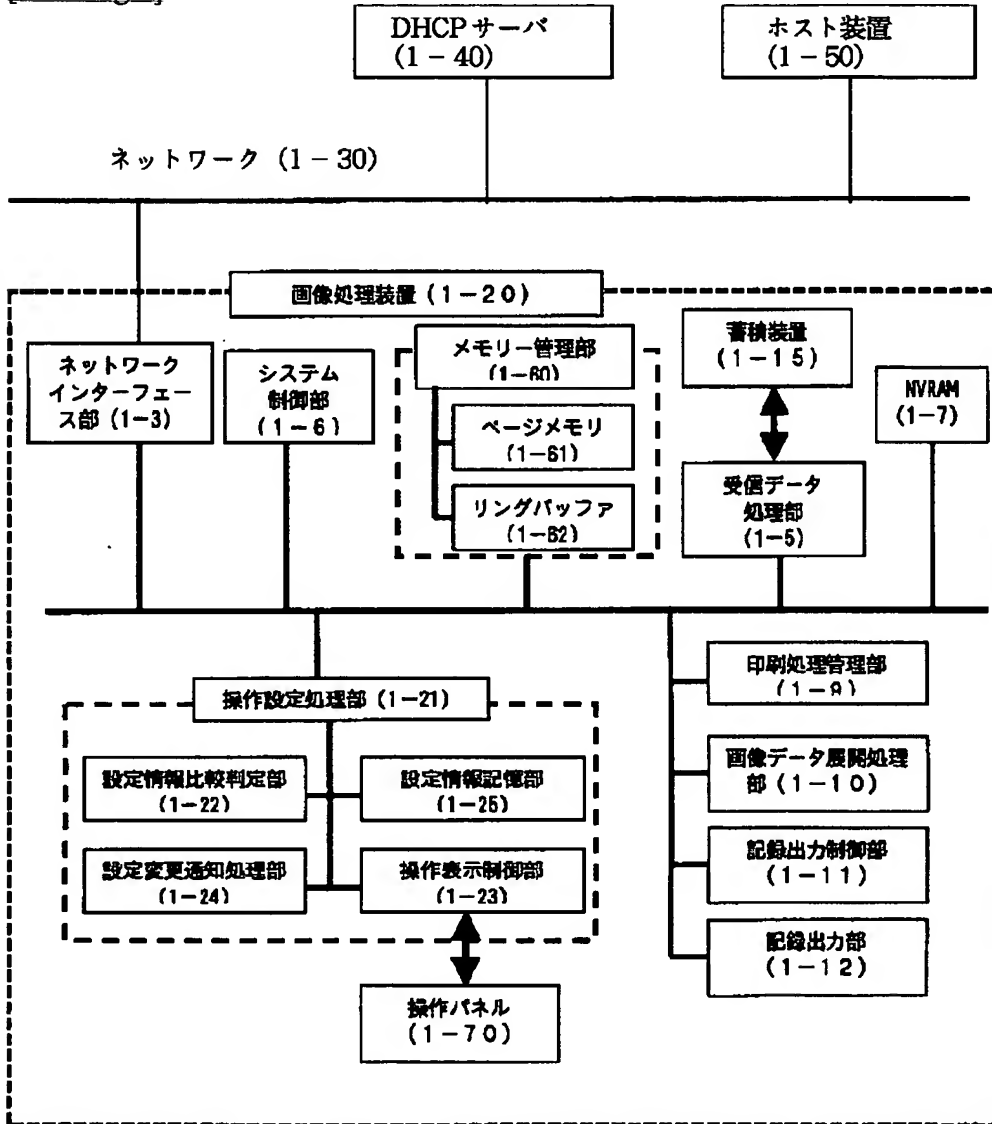 DHCPサーバ
(1-40)
ホスト装置
(1-50)
ネットワーク (1-30)
画像処理装置 (1-20)
ネットワーク
インターフェー
ス部 (1-3)
システム
制御部
(1-6)
メモリー管理部
(1-60)
ページメモリ
(1-61)
リングバッファ
(1-62)
蓄積装置
(1-15)
受信データ
処理部
(1-5)
NVRAM
(1-7)
操作設定処理部 (1-21)
設定情報比較判定部
(1-22)
設定情報記憶部
(1-25)
設定変更通知処理部
(1-24)
操作表示制御部
(1-23)
操作パネル
(1-70)
印刷処理管理部
(1-9)
画像データ展開処理
部 (1-10)
記録出力制御部
(1-11)
記録出力部
(1-12)